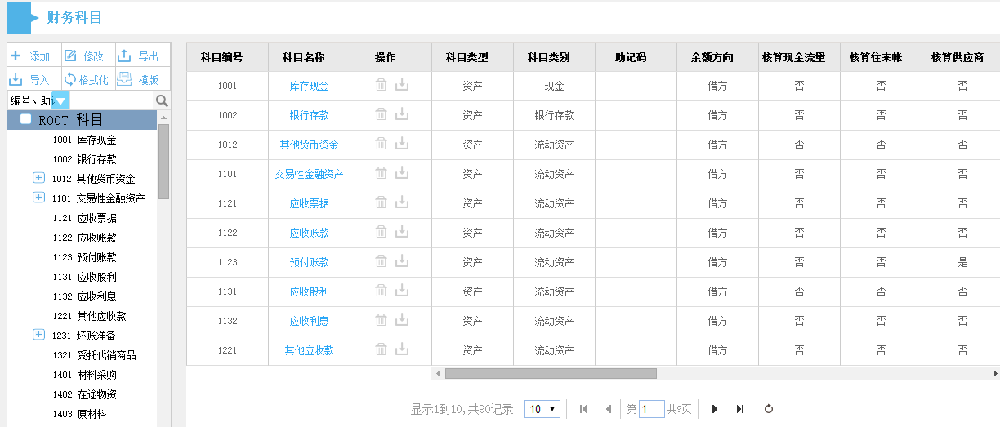 财务科目
添加 修改 导出
导入 格式化 模版
编号、助
ROOT 科目
1001 库存现金
1002 银行存款
1012 其他货币资金
1101 交易性金融资产
1121 应收票据
1122 应收账款
1123 预付账款
1131 应收股利
1132 应收利息
1221 其他应收款
1231 坏账准备
1321 受托代销商品
1401 材料采购
1402 在途物资
1403 原材料
科目编号 科目名称 操作 科目类型 科目类别 助记码 余额方向 核算现金流量 核算往来帐 核算供应商
1001 库存现金 资产 现金 借方 否 否 否
1002 银行存款 资产 银行存款 借方 否 否 否
1012 其他货币资金 资产 流动资产 借方 否 否 否
1101 交易性金融资产 资产 流动资产 借方 否 否 否
1121 应收票据 资产 流动资产 借方 否 否 否
1122 应收账款 资产 流动资产 借方 否 否 否
1123 预付账款 资产 流动资产 借方 否 否 是
1131 应收股利 资产 流动资产 借方 否 否 否
1132 应收利息 资产 流动资产 借方 否 否 否
1221 其他应收款 资产 流动资产 借方 否 否 否
显示1到10,共90记录 10 第 1 共9页